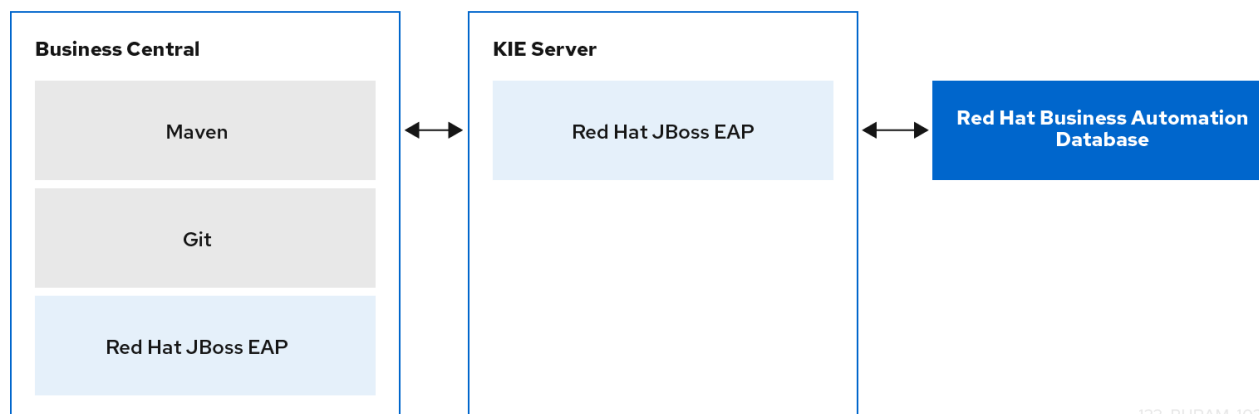 Business Central
KIE Server
Maven
Red Hat JBoss EAP
Red Hat Business Automation
Database
Git
Red Hat JBoss EAP